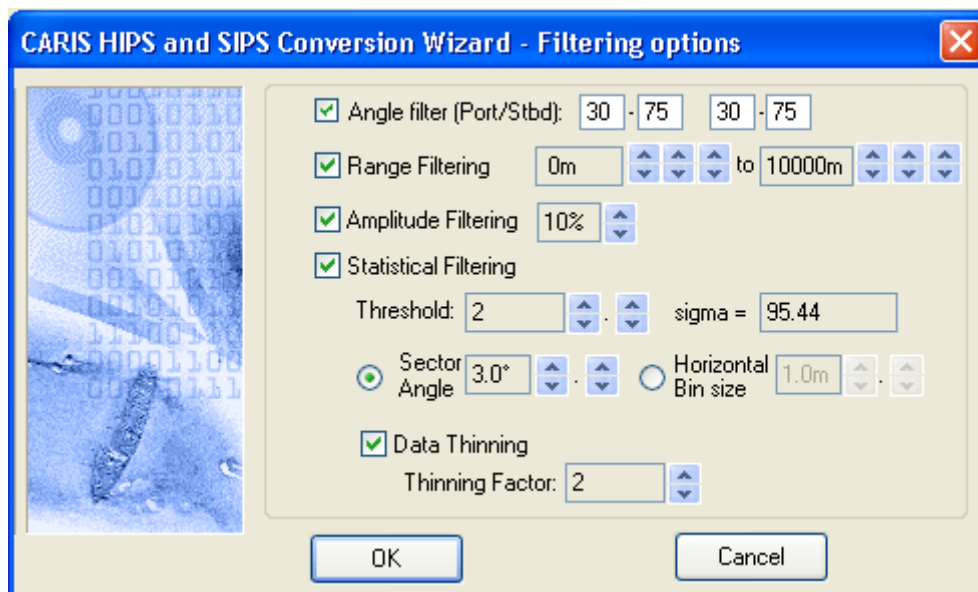 CARIS HIPS and SIPS Conversion Wizard - Filtering options
Angle filter (Port/Stbd): 30 - 75 30 - 75
Range Filtering 0m to 10000m
Amplitude Filtering 10%
Statistical Filtering
Threshold: 2 . sigma = 95.44
Sector Angle 3.0° . Horizontal Bin size 1.0m .
Data Thinning
Thinning Factor: 2
OK Cancel